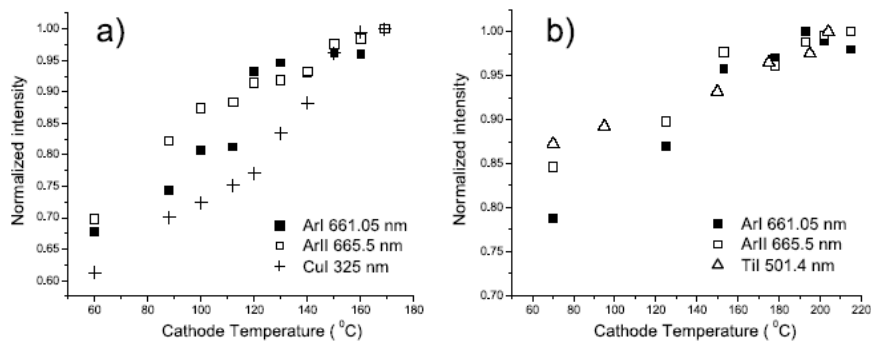 a)
Normalized intensity
1.00
0.95
0.90
0.85
0.80
0.75
0.70
0.65
0.60
ArI 661.05 nm
ArII 665.5 nm
CuI 325 nm
60 80 100 120 140 160 180
Cathode Temperature ( ⁰C)
b)
Normalized intensity
1.00
0.95
0.90
0.85
0.80
0.75
0.70
ArI 661.05 nm
ArII 665.5 nm
TiI 501.4 nm
60 80 100 120 140 160 180 200 220
Cathode Temperature ( ⁰C)